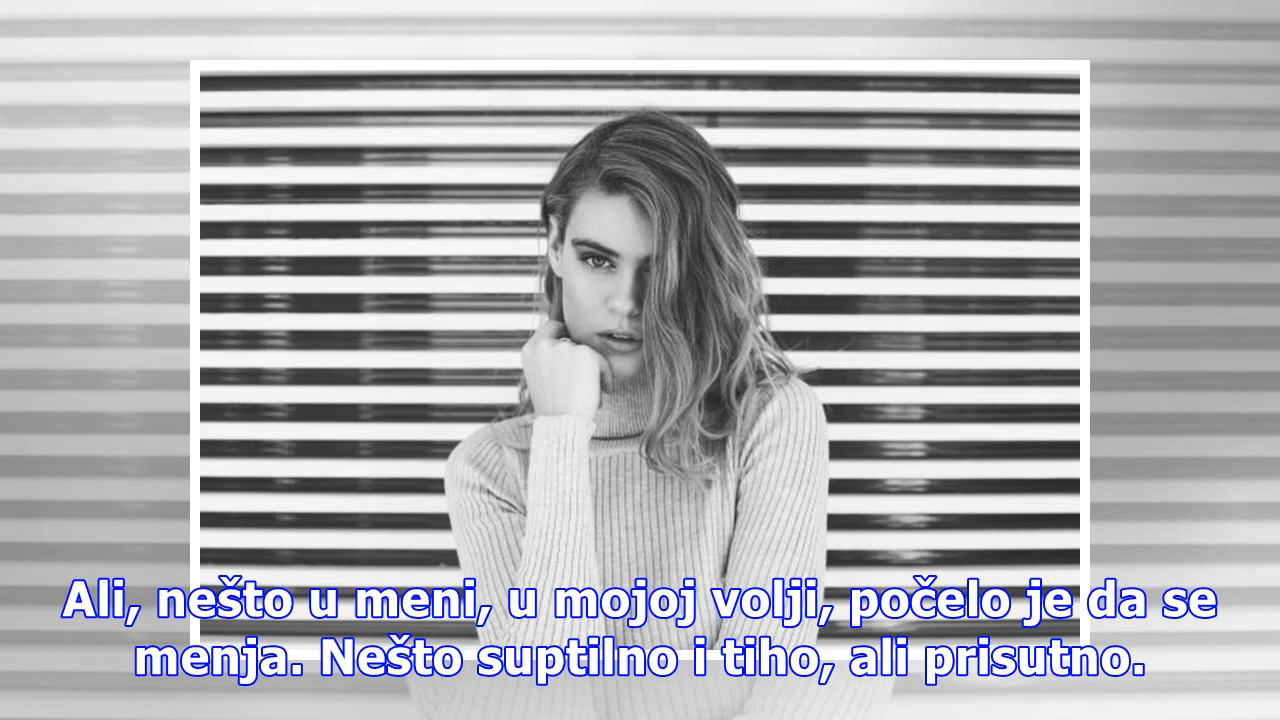 Ali, nešto u meni, u mojoj volji, počelo je da se
menja. Nešto suptilno i tiho, ali prisutno.